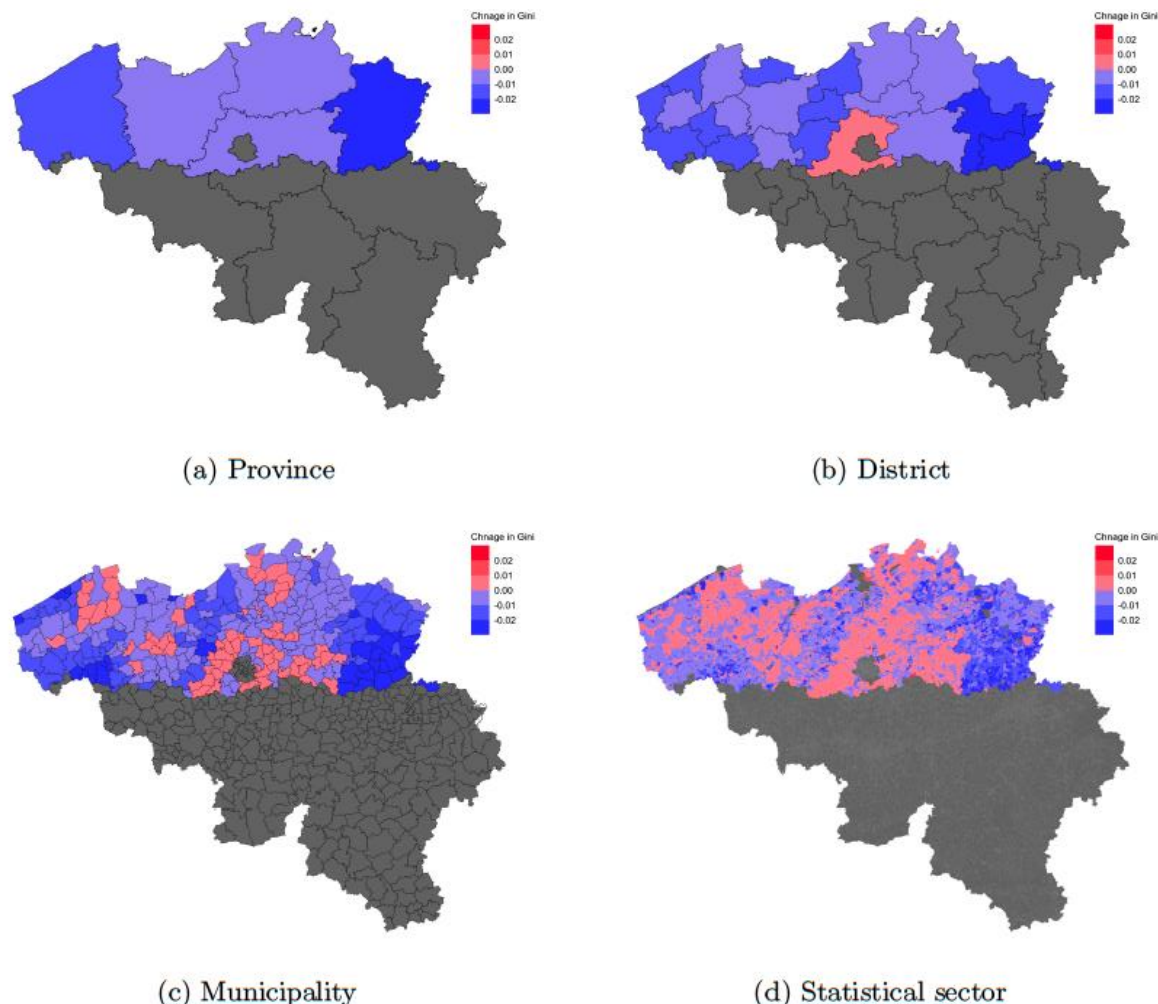 Chnage in Gini
0.02
0.01
0.00
-0.01
-0.02
Chnage in Gini
0.02
0.01
0.00
-0.01
-0.02
(a) Province
(b) District
Chnage in Gini
0.02
0.01
0.00
-0.01
-0.02
Chnage in Gini
0.02
0.01
0.00
-0.01
-0.02
(c) Municipality
(d) Statistical sector